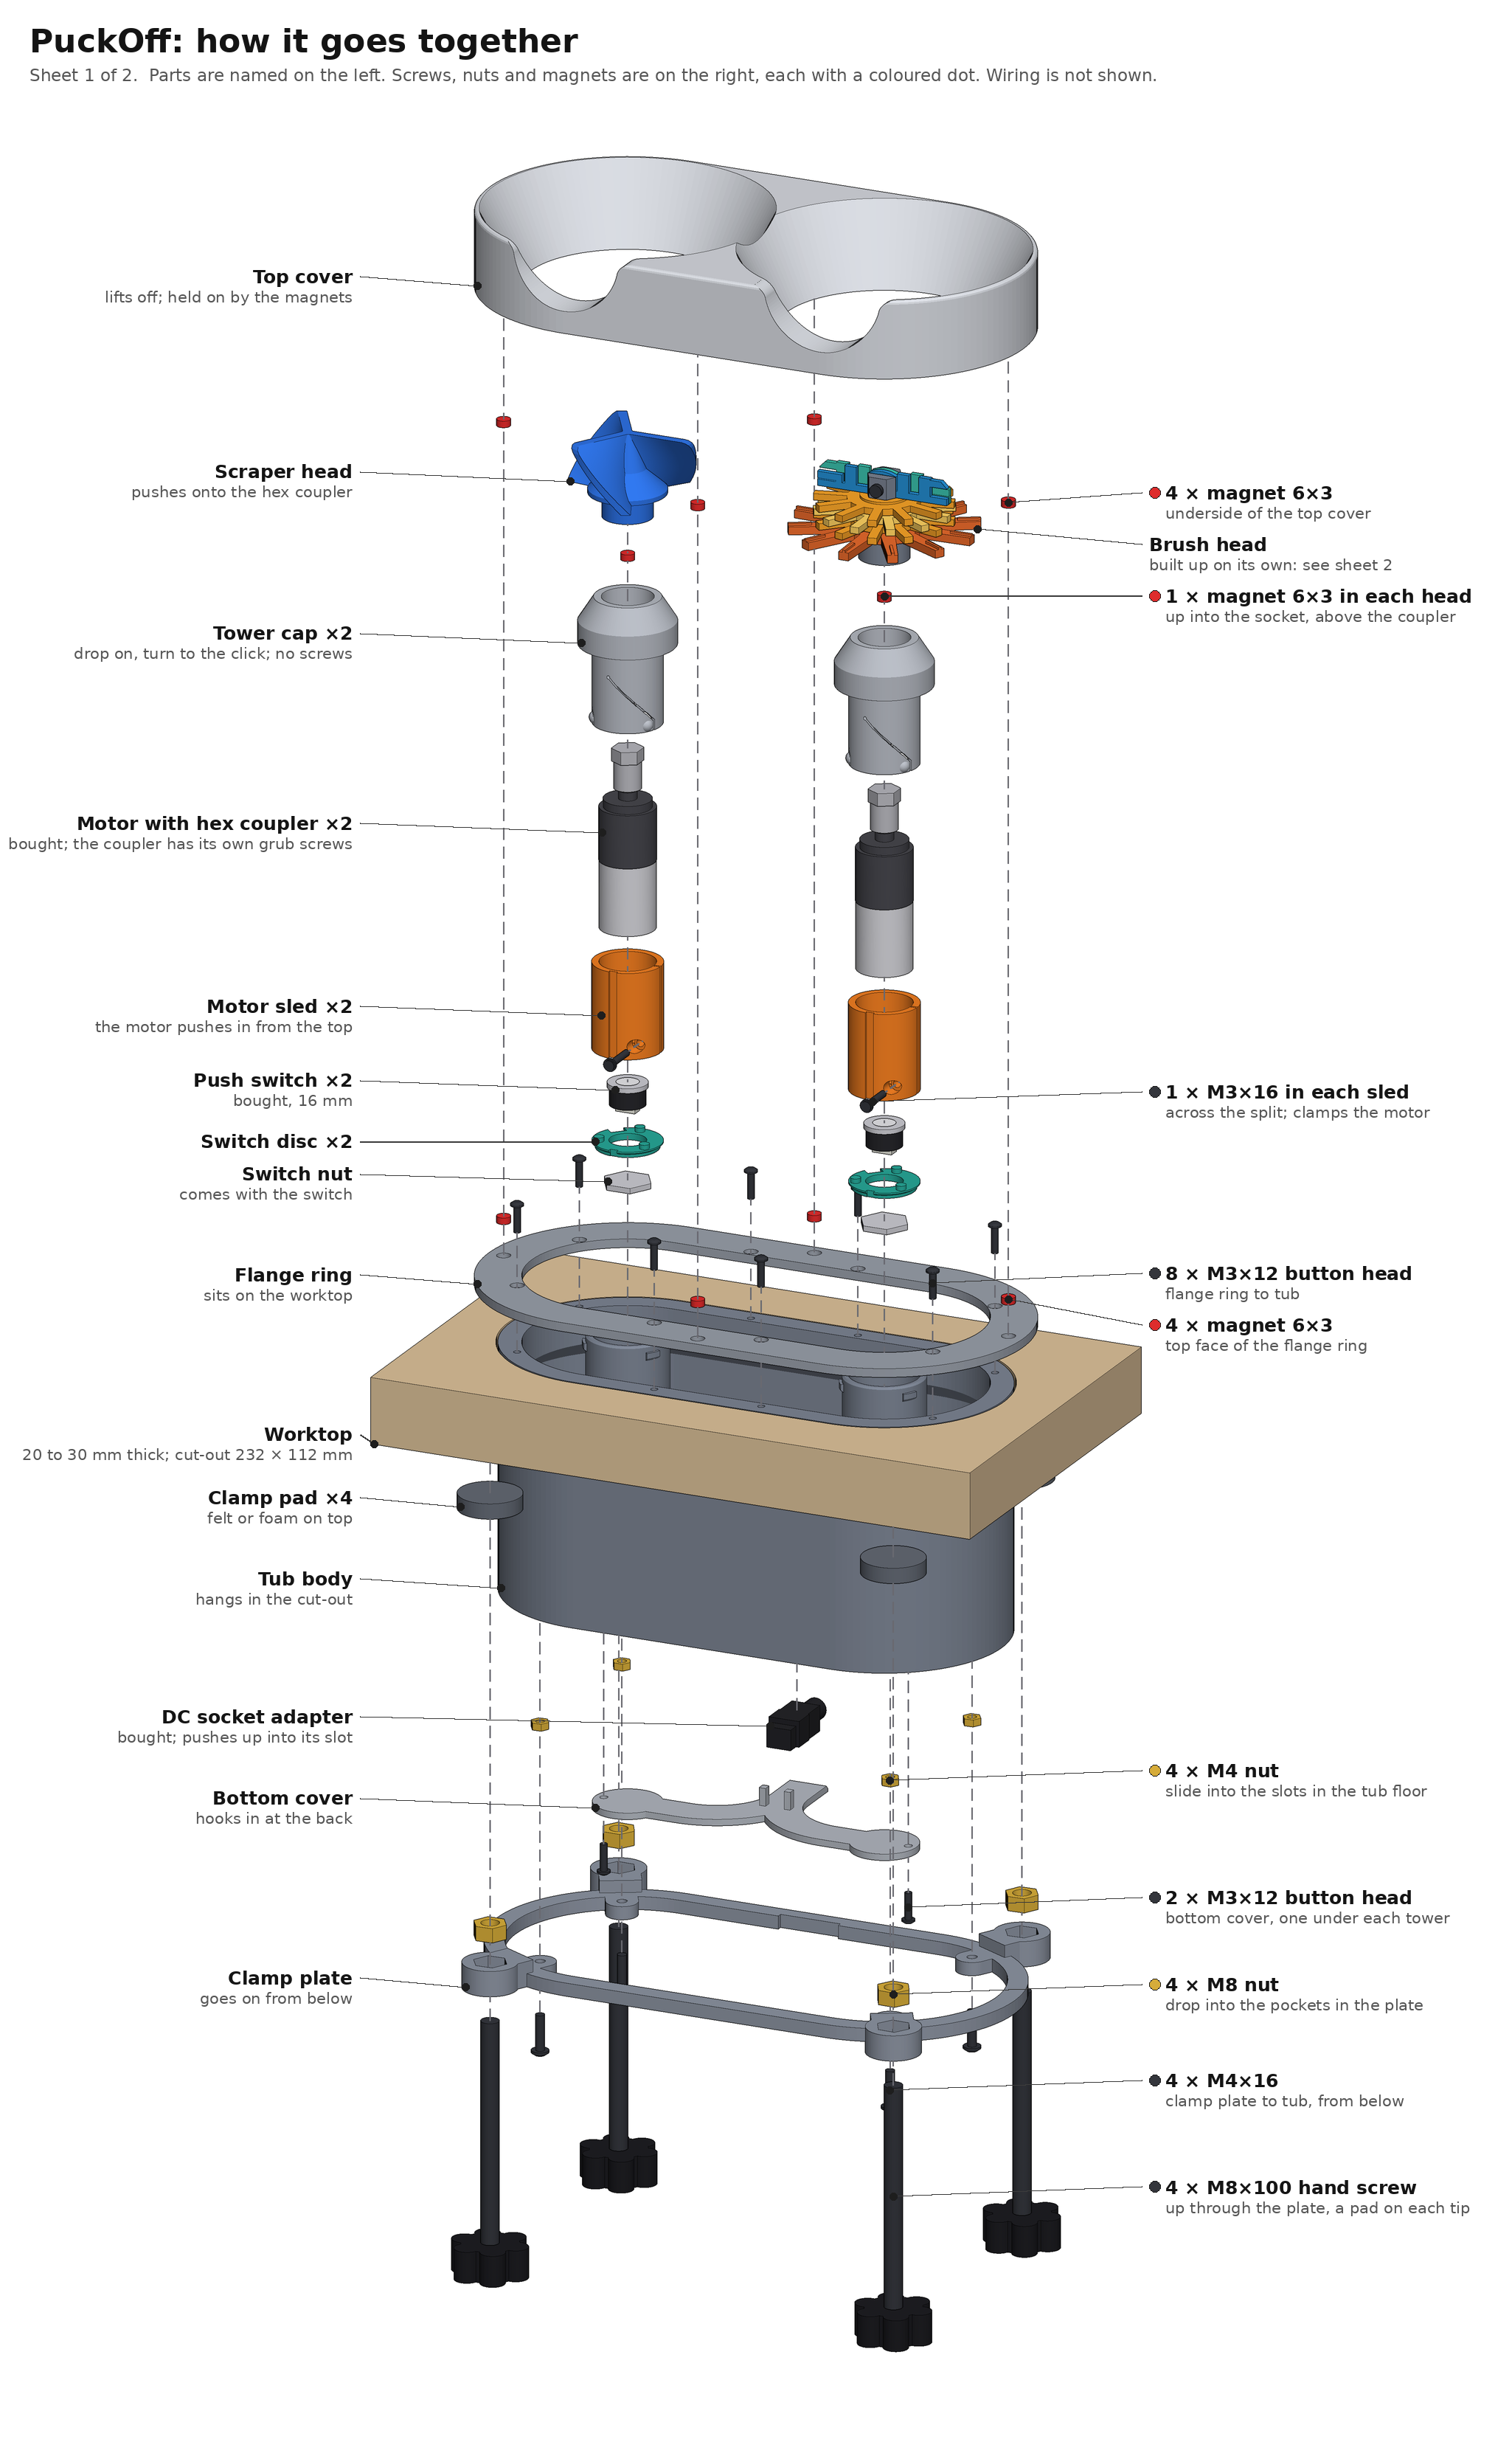 PuckOff: how it goes together
Sheet 1 of 2.  Parts are named on the left. Screws, nuts and magnets are on the right, each with a coloured dot. Wiring is not shown.
Top cover
lifts off; held on by the magnets
Scraper head
pushes onto the hex coupler
4 × magnet 6×3
underside of the top cover
Brush head
built up on its own: see sheet 2
1 × magnet 6×3 in each head
up into the socket, above the coupler
Tower cap ×2
drop on, turn to the click; no screws
Motor with hex coupler ×2
bought; the coupler has its own grub screws
Motor sled ×2
the motor pushes in from the top
Push switch ×2
bought, 16 mm
1 × M3×16 in each sled
across the split; clamps the motor
Switch disc ×2
Switch nut
comes with the switch
Flange ring
sits on the worktop
8 × M3×12 button head
flange ring to tub
4 × magnet 6×3
top face of the flange ring
Worktop
20 to 30 mm thick; cut-out 232 × 112 mm
Clamp pad ×4
felt or foam on top
Tub body
hangs in the cut-out
DC socket adapter
bought; pushes up into its slot
4 × M4 nut
slide into the slots in the tub floor
Bottom cover
hooks in at the back
2 × M3×12 button head
bottom cover, one under each tower
Clamp plate
goes on from below
4 × M8 nut
drop into the pockets in the plate
4 × M4×16
clamp plate to tub, from below
4 × M8×100 hand screw
up through the plate, a pad on each tip